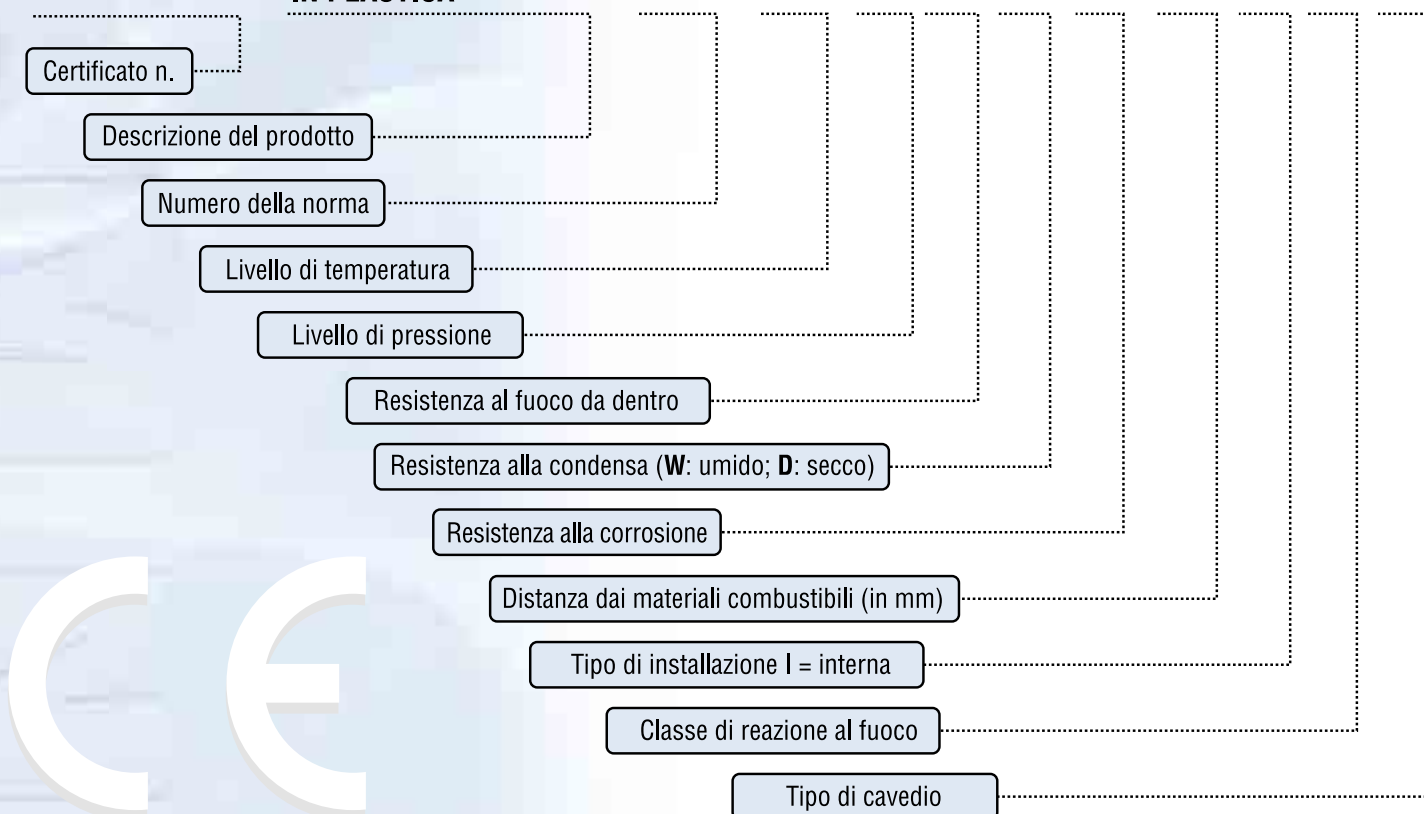 Certificato n.
Descrizione del prodotto
Numero della norma
Livello di temperatura
Livello di pressione
Resistenza al fuoco da dentro
Resistenza alla condensa (W: umido; D: secco)
Resistenza alla corrosione
Distanza dai materiali combustibili (in mm)
Tipo di installazione I = interna
Classe di reazione al fuoco
Tipo di cavedio
CE